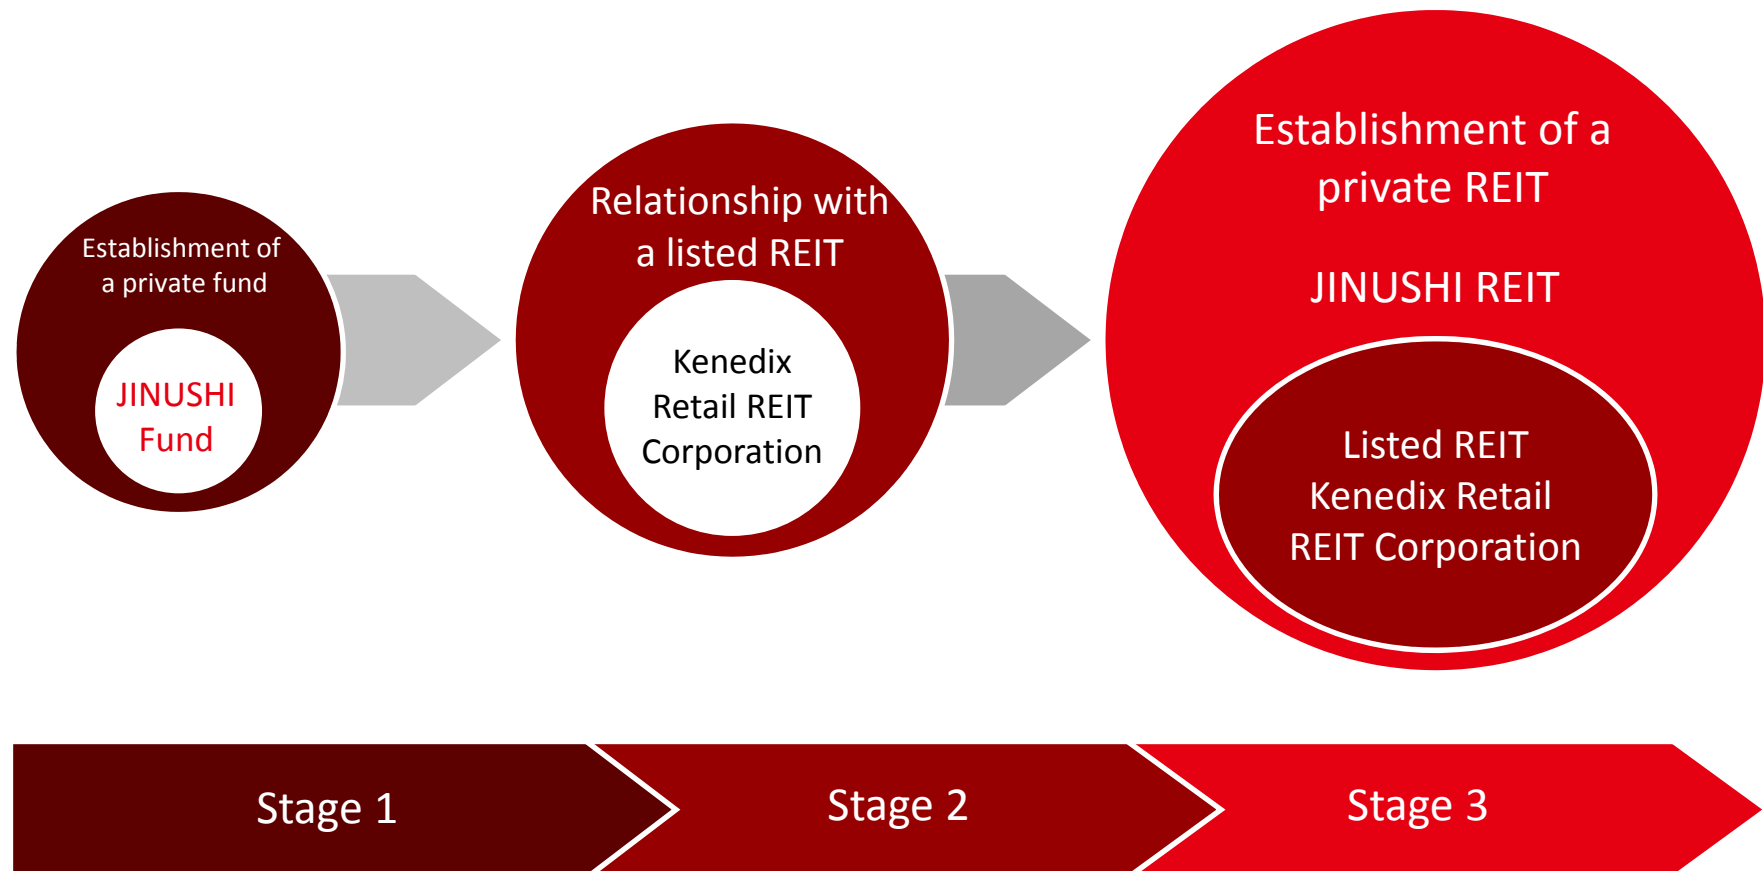 Establishment of
a private fund
JINUSHI
Fund
Relationship with
a listed REIT
Kenedix
Retail REIT
Corporation
Establishment of a
private REIT
JINUSHI REIT
Listed REIT
Kenedix Retail
REIT Corporation
Stage 1
Stage 2
Stage 3